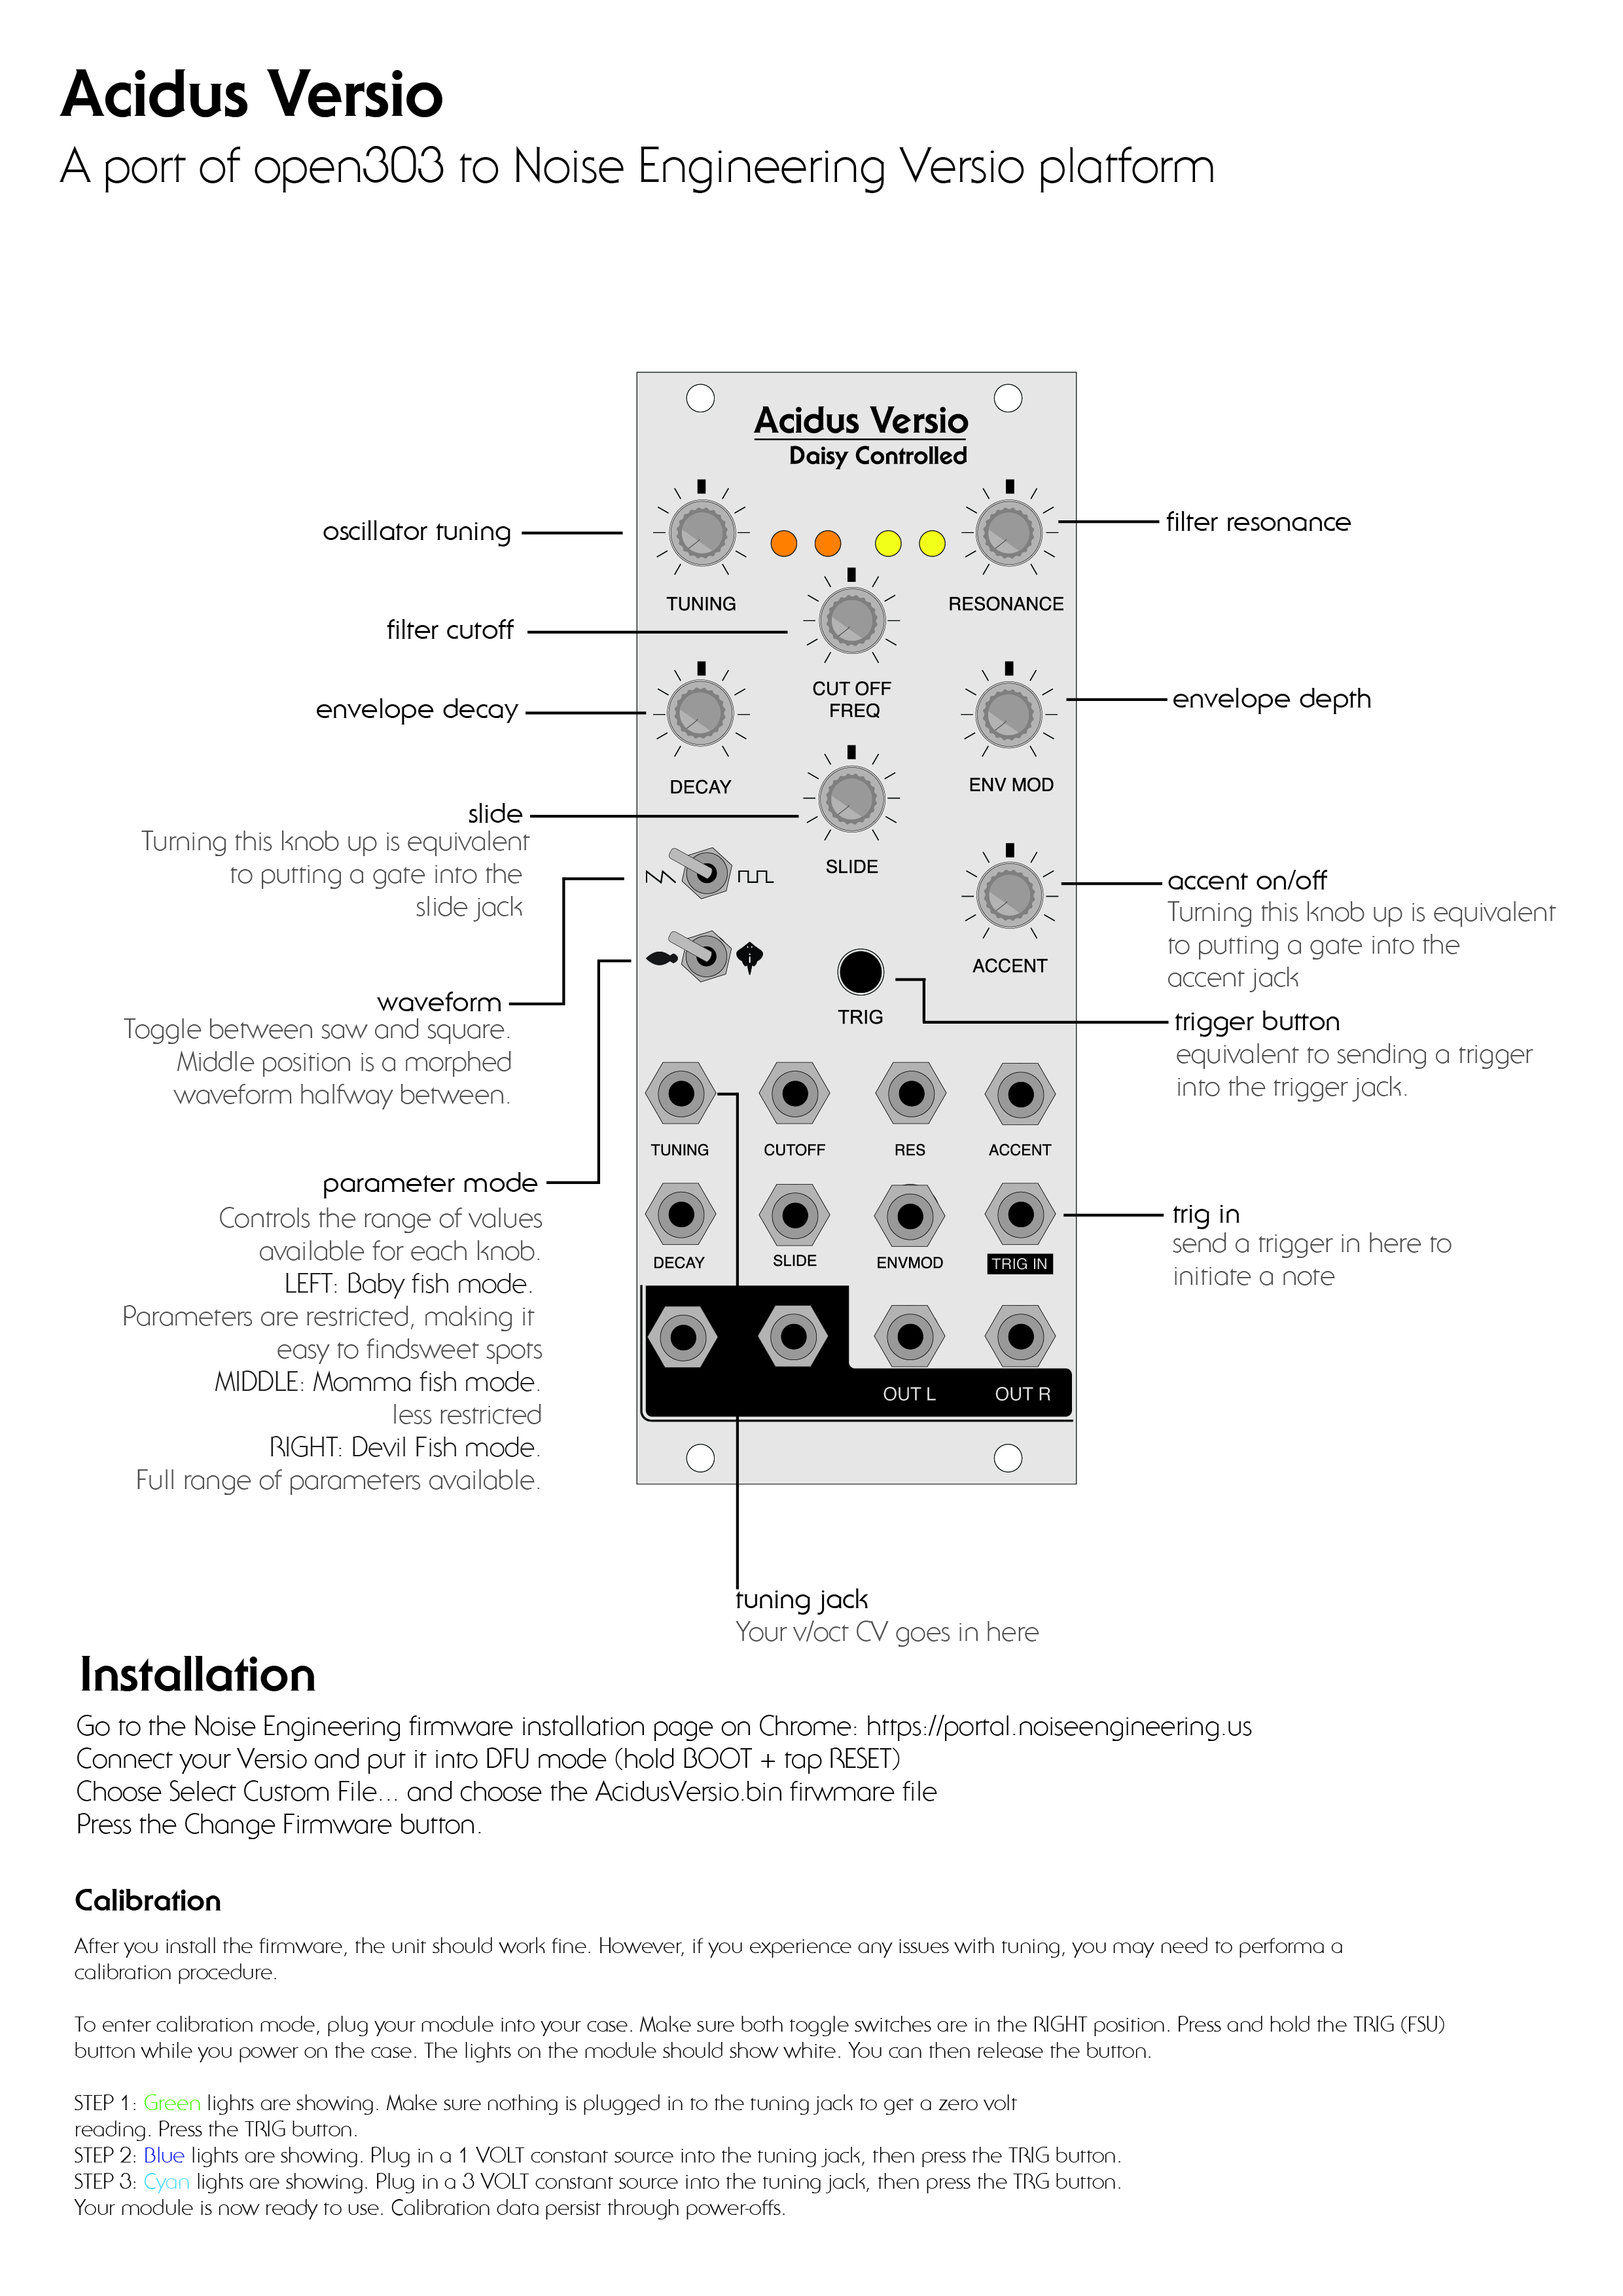 Acidus Versio
A port of open303 to Noise Engineering Versio platform
Acidus Versio
Daisy Controlled
oscillator tuning
filter resonance
TUNING
RESONANCE
filter cutoff
CUT OFF
FREQ
envelope decay
envelope depth
DECAY
ENV MOD
slide
Turning this knob up is equivalent
to putting a gate into the
slide jack
SLIDE
accent on/off
Turning this knob up is equivalent
to putting a gate into the
accent jack
ACCENT
waveform
Toggle between saw and square.
Middle position is a morphed
waveform halfway between.
TRIG
trigger button
equivalent to sending a trigger
into the trigger jack.
TUNING
CUTOFF
RES
ACCENT
parameter mode
Controls the range of values
available for each knob.
LEFT: Baby fish mode.
Parameters are restricted, making it
easy to findsweet spots
MIDDLE: Momma fish mode.
less restricted
RIGHT: Devil Fish mode.
Full range of parameters available.
trig in
send a trigger in here to
initiate a note
DECAY
SLIDE
ENVMOD
TRIG IN
OUT L
OUT R
tuning jack
Your v/oct CV goes in here
Installation
Go to the Noise Engineering firmware installation page on Chrome: https://portal.noiseengineering.us
Connect your Versio and put it into DFU mode (hold BOOT + tap RESET)
Choose Select Custom File... and choose the AcidusVersio.bin firwmare file
Press the Change Firmware button.
Calibration
After you install the firmware, the unit should work fine. However, if you experience any issues with tuning, you may need to performa a
calibration procedure.
To enter calibration mode, plug your module into your case. Make sure both toggle switches are in the RIGHT position. Press and hold the TRIG (FSU)
button while you power on the case. The lights on the module should show white. You can then release the button.
STEP 1: Green lights are showing. Make sure nothing is plugged in to the tuning jack to get a zero volt
reading. Press the TRIG button.
STEP 2: Blue lights are showing. Plug in a 1 VOLT constant source into the tuning jack, then press the TRIG button.
STEP 3: Cyan lights are showing. Plug in a 3 VOLT constant source into the tuning jack, then press the TRG button.
Your module is now ready to use. Calibration data persist through power-offs.